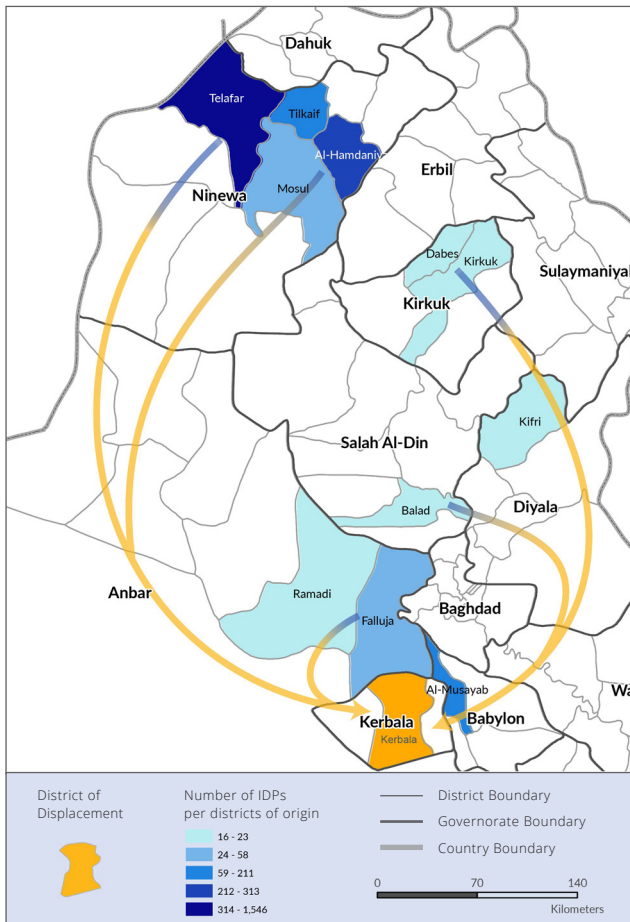 Dahuk
Telafar
Tilkaif
Al-Hamdaniy
Mosul
Erbil
Ninewa
Dabes
Kirkuk
Sulaymaniyah
Kirkuk
Kifri
Salah Al-Din
Balad
Diyala
Ramadi
Anbar
Baghdad
Falluja
Al-Musayab
Wa
Kerbala
Babylon
Kerbala
District of
Displacement
Number of IDPs
per districts of origin
16 - 23
24 - 58
59 - 211
212 - 313
314 - 1,546
District Boundary
Governorate Boundary
Country Boundary
0 70 140
Kilometers